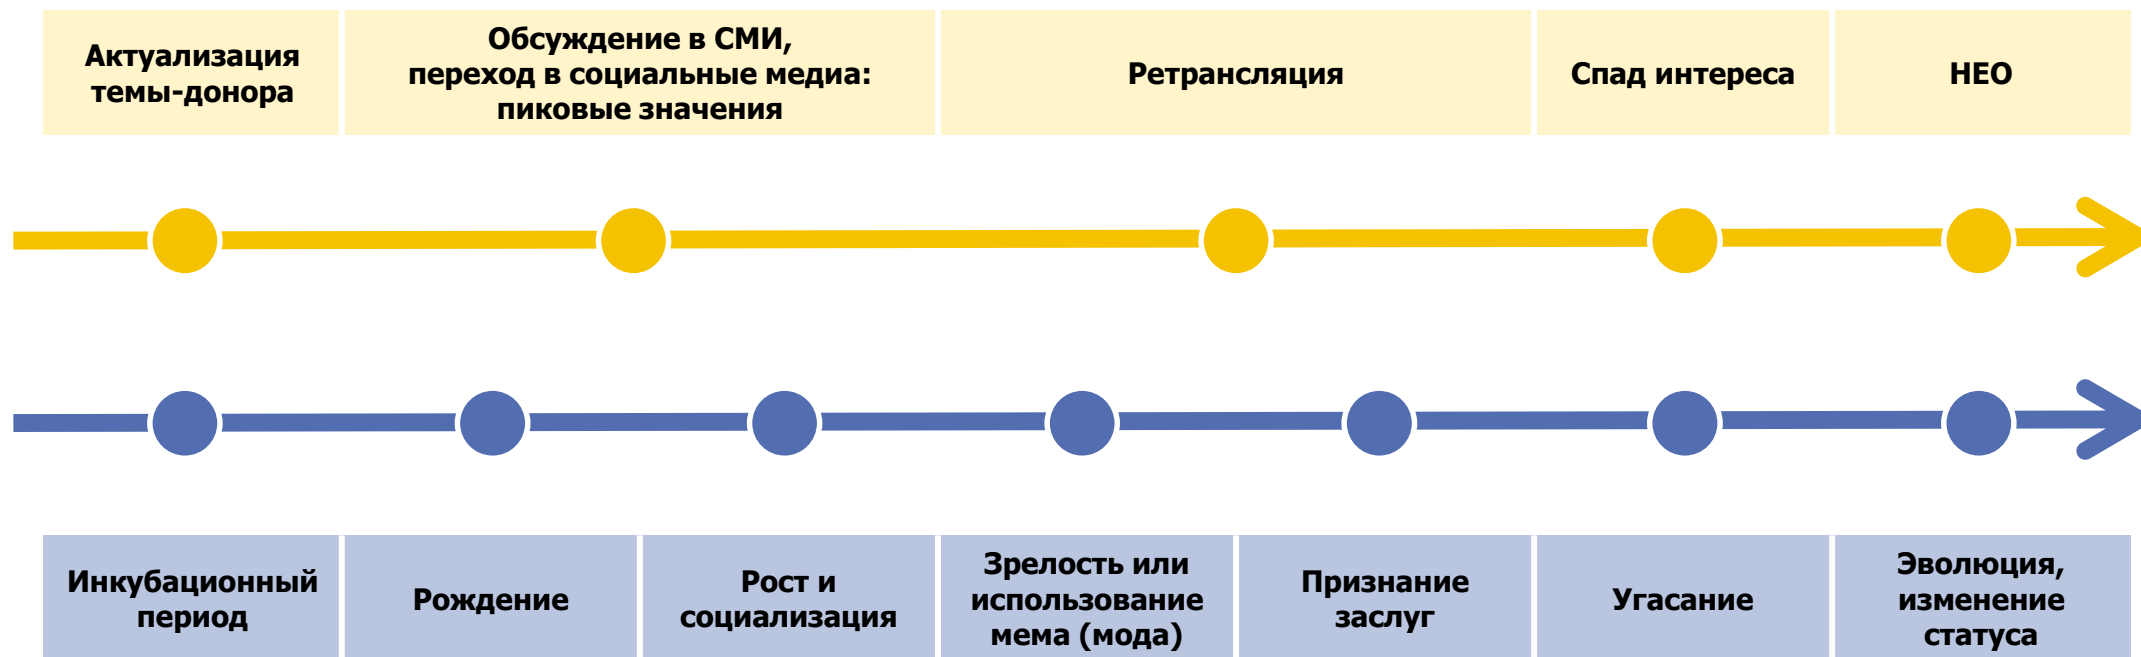 Актуализация
темы-донора
Обсуждение в СМИ,
переход в социальные медиа:
пиковые значения
Ретрансляция
Спад интереса
НЕО
Инкубационный
период
Рождение
Рост и
социализация
Зрелость или
использование
мема (мода)
Признание
заслуг
Угасание
Эволюция,
изменение
статуса